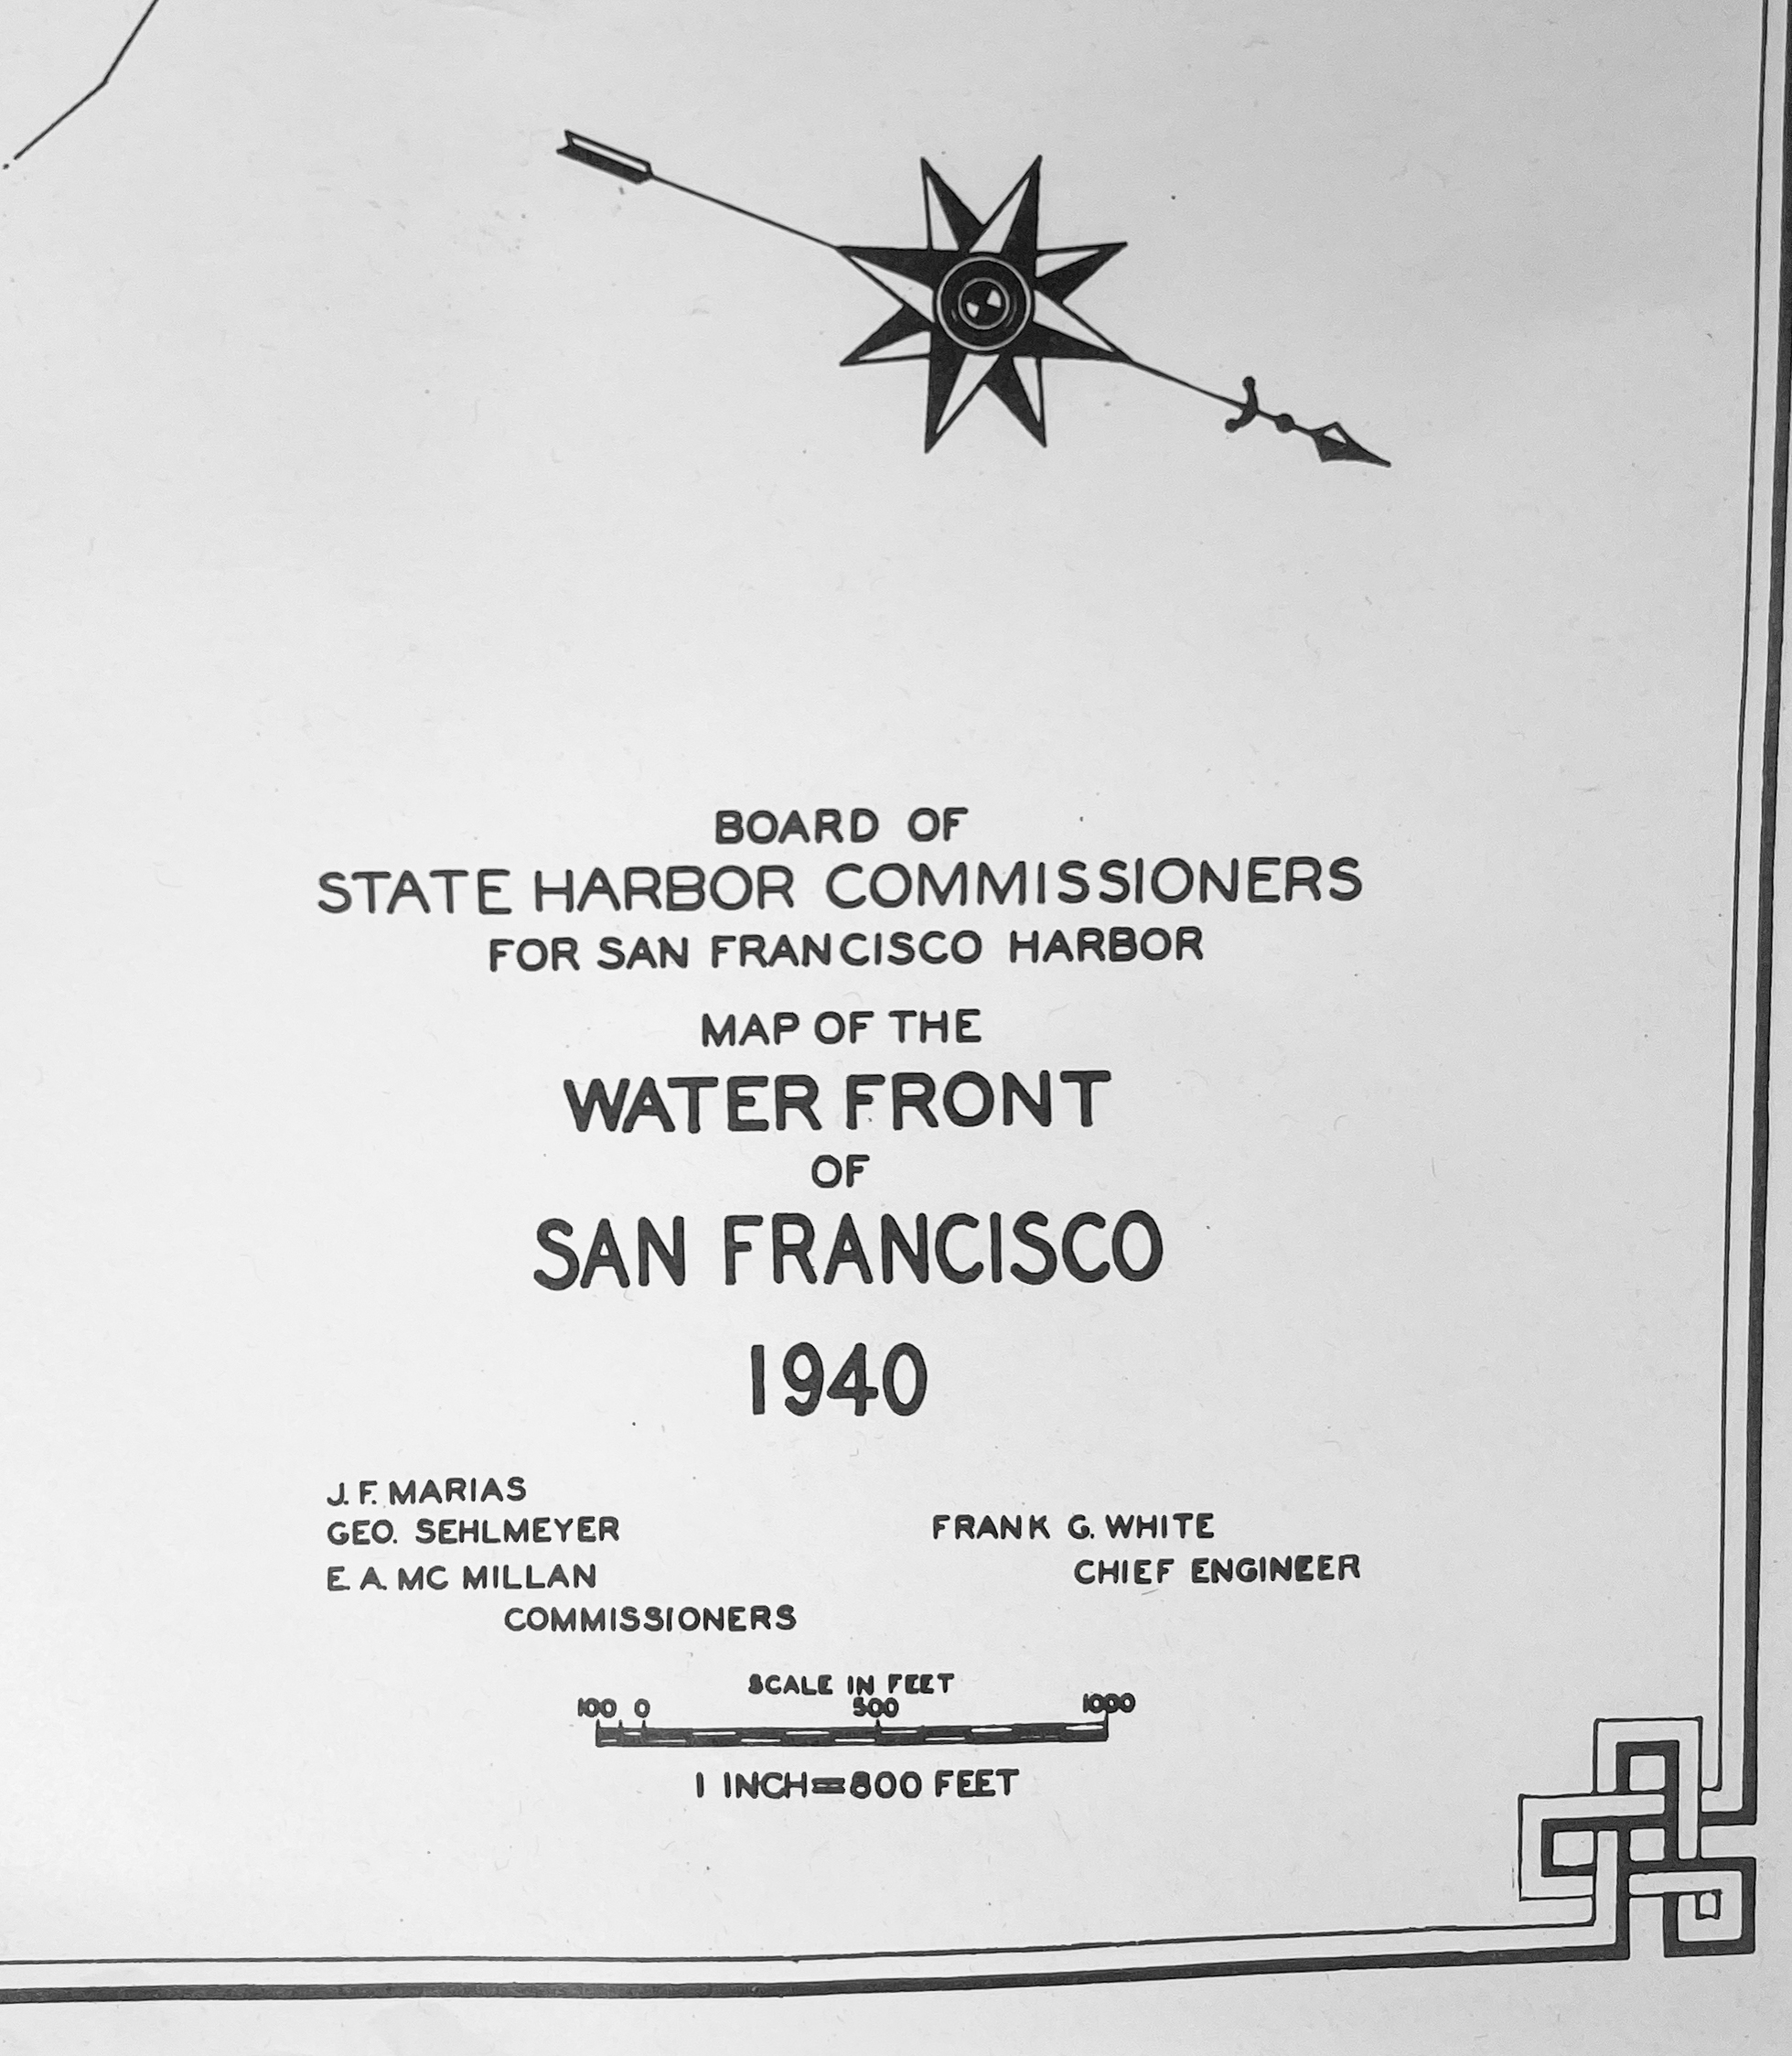 BOARD OF
STATE HARBOR COMMISSIONERS
FOR SAN FRANCISCO HARBOR
MAP OF THE
WATER FRONT
OF
SAN FRANCISCO
1940
J. F. MARIAS
GEO. SEHLMEYER
E. A. MC MILLAN
COMMISSIONERS
FRANK G. WHITE
CHIEF ENGINEER
SCALE IN FEET
100 0 500 1000
1 INCH=800 FEET